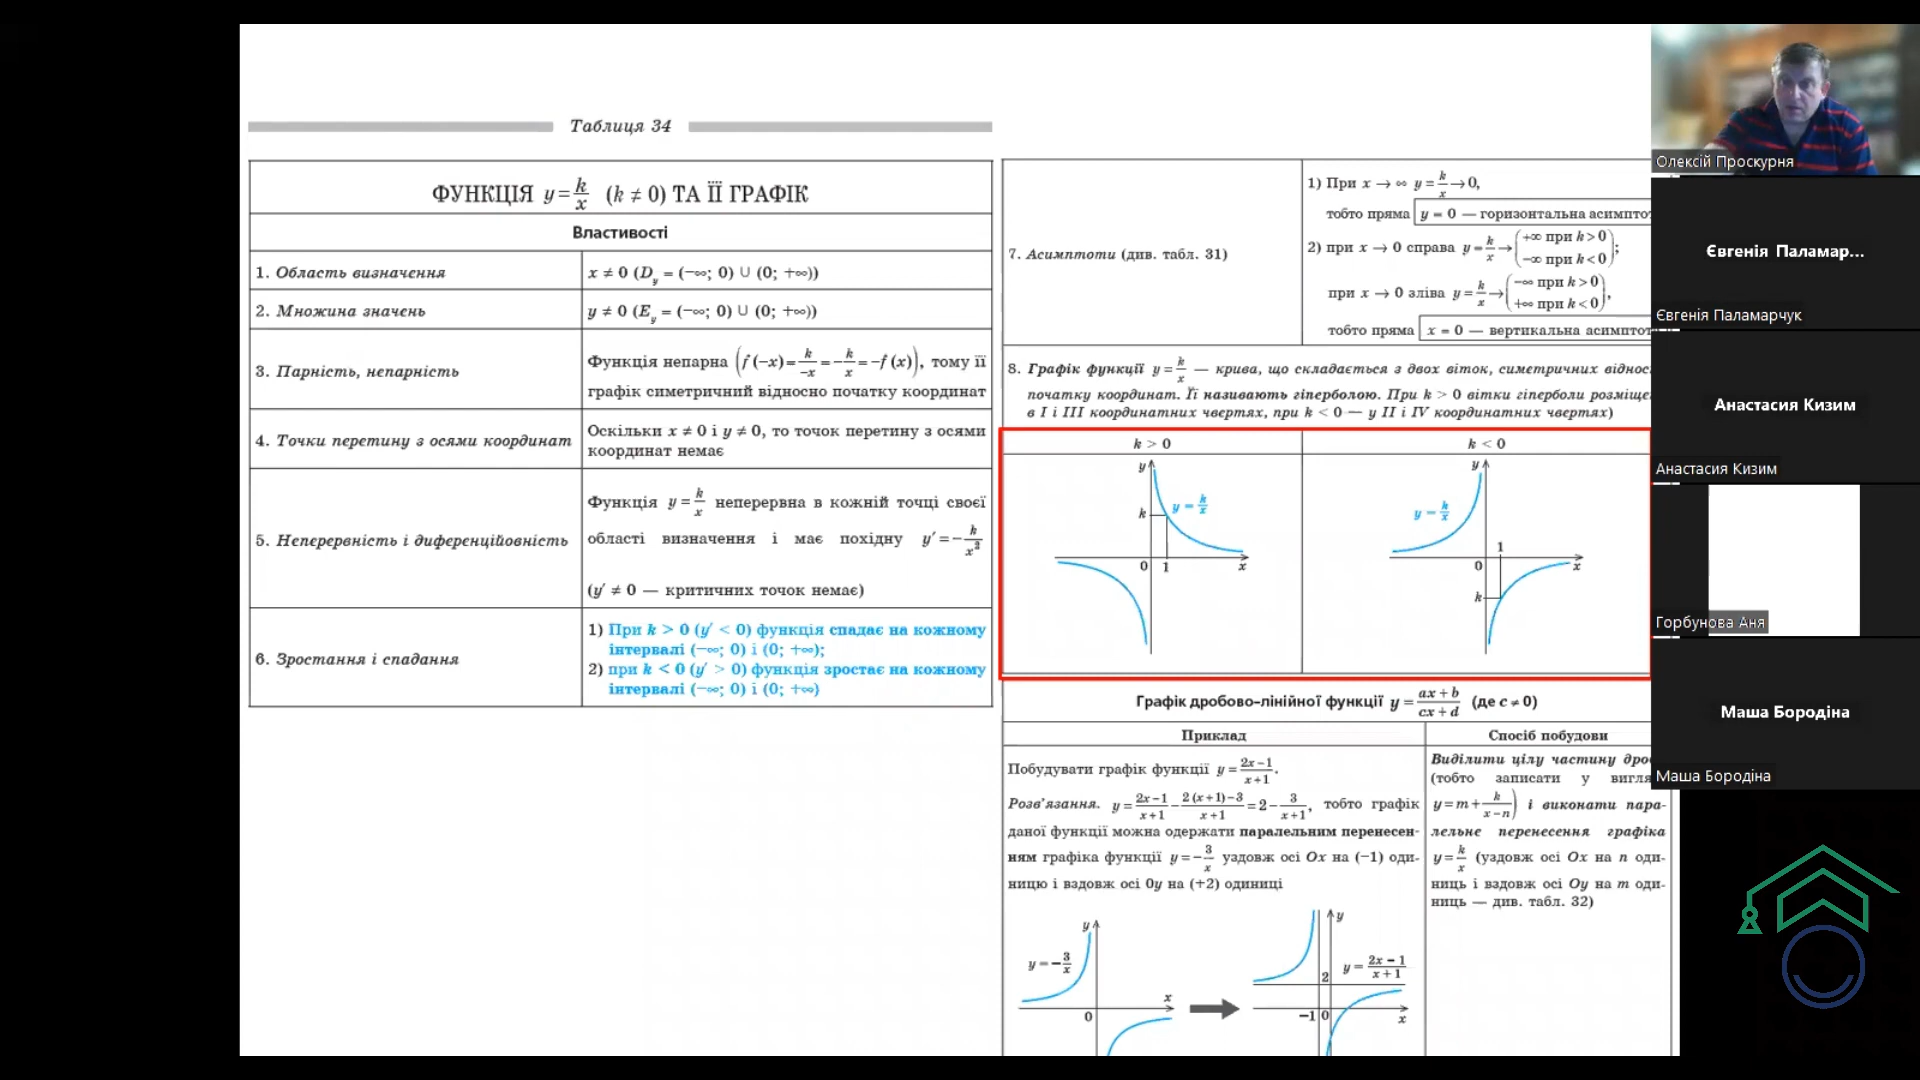 Таблиця 34
ФУНКЦІЯ y = k/x (k ≠ 0) ТА ЇЇ ГРАФІК
Властивості
1. Область визначення
x ≠ 0 (D_y = (−∞; 0) ∪ (0; +∞))
2. Множина значень
y ≠ 0 (E_y = (−∞; 0) ∪ (0; +∞))
3. Парність, непарність
Функція непарна (f(−x) = k/−x = −k/x = −f(x)), тому її
графік симетричний відносно початку координат
4. Точки перетину з осями координат
Оскільки x ≠ 0 і y ≠ 0, то точок перетину з осями
координат немає
5. Неперервність і диференційовність
Функція y = k/x неперервна в кожній точці своєї
області визначення і має похідну y′ = −k/x²
(y′ ≠ 0 — критичних точок немає)
6. Зростання і спадання
1) При k > 0 (y′ < 0) функція спадає на кожному
інтервалі (−∞; 0) і (0; +∞);
2) при k < 0 (y′ > 0) функція зростає на кожному
інтервалі (−∞; 0) і (0; +∞)
7. Асимптоти (див. табл. 31)
1) При x → ∞ y = k/x → 0,
тобто пряма y = 0 — горизонтальна асимпто
2) при x → 0 справа y = k/x → (+∞ при k > 0
−∞ при k < 0);
при x → 0 зліва y = k/x → (−∞ при k > 0
+∞ при k < 0),
тобто пряма x = 0 — вертикальна асимптот
8. Графік функції y = k/x — крива, що складається з двох віток, симетричних віднос
початку координат. Її називають гіперболою. При k > 0 вітки гіперболи розміще
в I і III координатних чвертях, при k < 0 — у II і IV координатних чвертях)
k > 0
k < 0
y
y = k/x
k
0 1 x
y
y = k/x
1
0 x
k
Графік дробово-лінійної функції y = ax + b/cx + d (де c ≠ 0)
Приклад
Спосіб побудови
Побудувати графік функції y = 2x − 1/x + 1.
Розв'язання. y = 2x − 1/x + 1 = 2(x + 1) − 3/x + 1 = 2 − 3/x + 1, тобто графік
даної функції можна одержати паралельним перенесен-
ням графіка функції y = −3/x уздовж осі Ox на (−1) оди-
ницю і вздовж осі 0y на (+2) одиниці
Виділити цілу частину дро
(тобто записати у вигля
y = m + k/x − n) і виконати пара-
лельне перенесення графіка
y = k/x (уздовж осі Ox на n оди-
ниць і вздовж осі Oy на m оди-
ниць — див. табл. 32)
y
y = −3/x
x
0
y
y = 2x − 1/x + 1
2
−1 0 x
Олексій Проскурня
Євгенія Паламар...
Євгенія Паламарчук
Анастасия Кизим
Анастасия Кизим
Горбунова Аня
Маша Бородіна
Маша Бородіна